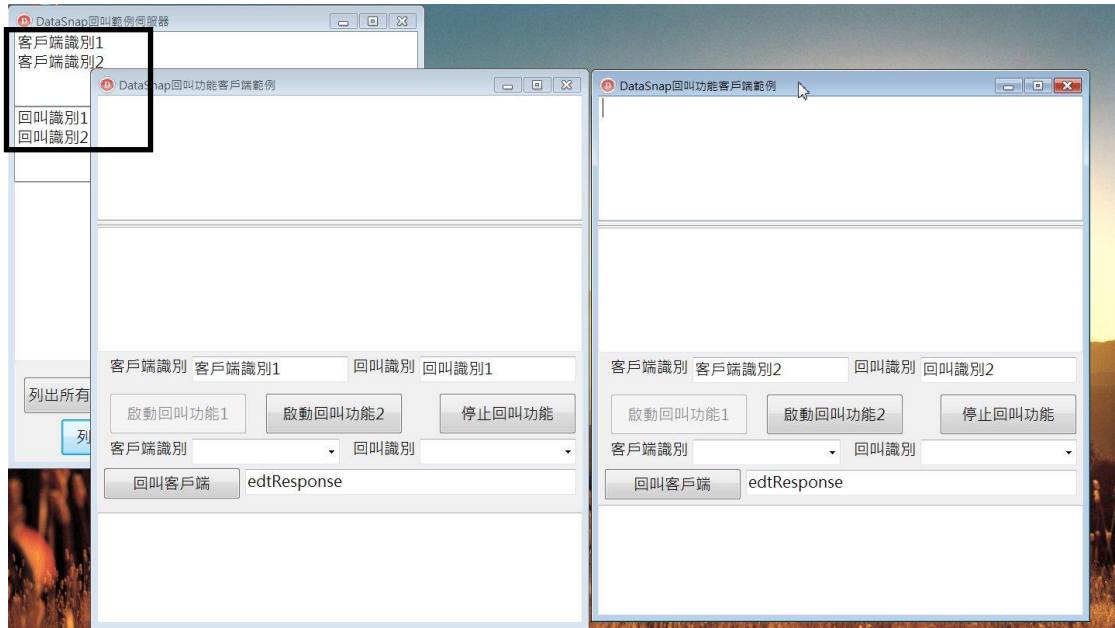 DataSnap回叫範例伺服器
客戶端識別1
客戶端識別2
回叫識別1
回叫識別2
列出所有
列
DataSnap回叫功能客戶端範例
客戶端識別 客戶端識別1 回叫識別 回叫識別1
啟動回叫功能1 啟動回叫功能2 停止回叫功能
客戶端識別 回叫識別
回叫客戶端 edtResponse
DataSnap回叫功能客戶端範例
客戶端識別 客戶端識別2 回叫識別 回叫識別2
啟動回叫功能1 啟動回叫功能2 停止回叫功能
客戶端識別 回叫識別
回叫客戶端 edtResponse